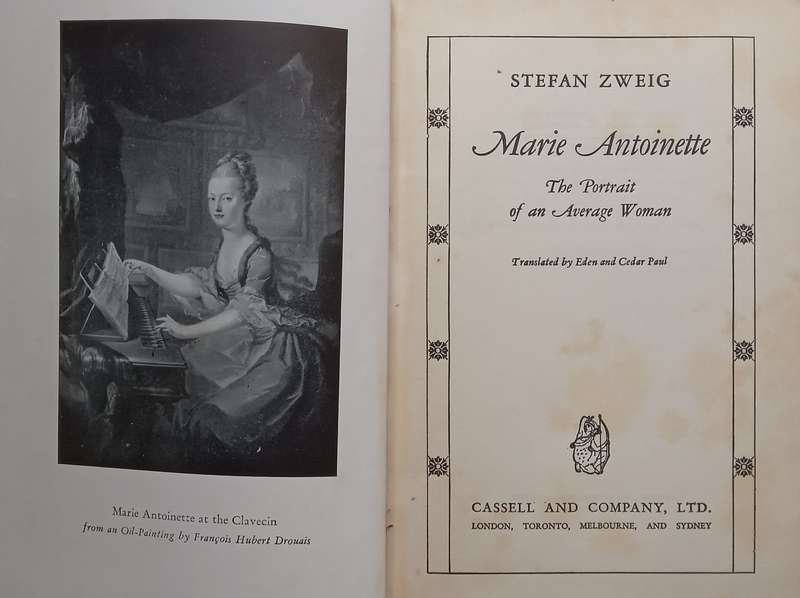 Marie Antoinette at the Clavecin
from an Oil-Painting by François Hubert Drouais
STEFAN ZWEIG
Marie Antoinette
The Portrait
of an Average Woman
Translated by Eden and Cedar Paul
CASSELL AND COMPANY, LTD.
LONDON, TORONTO, MELBOURNE, AND SYDNEY